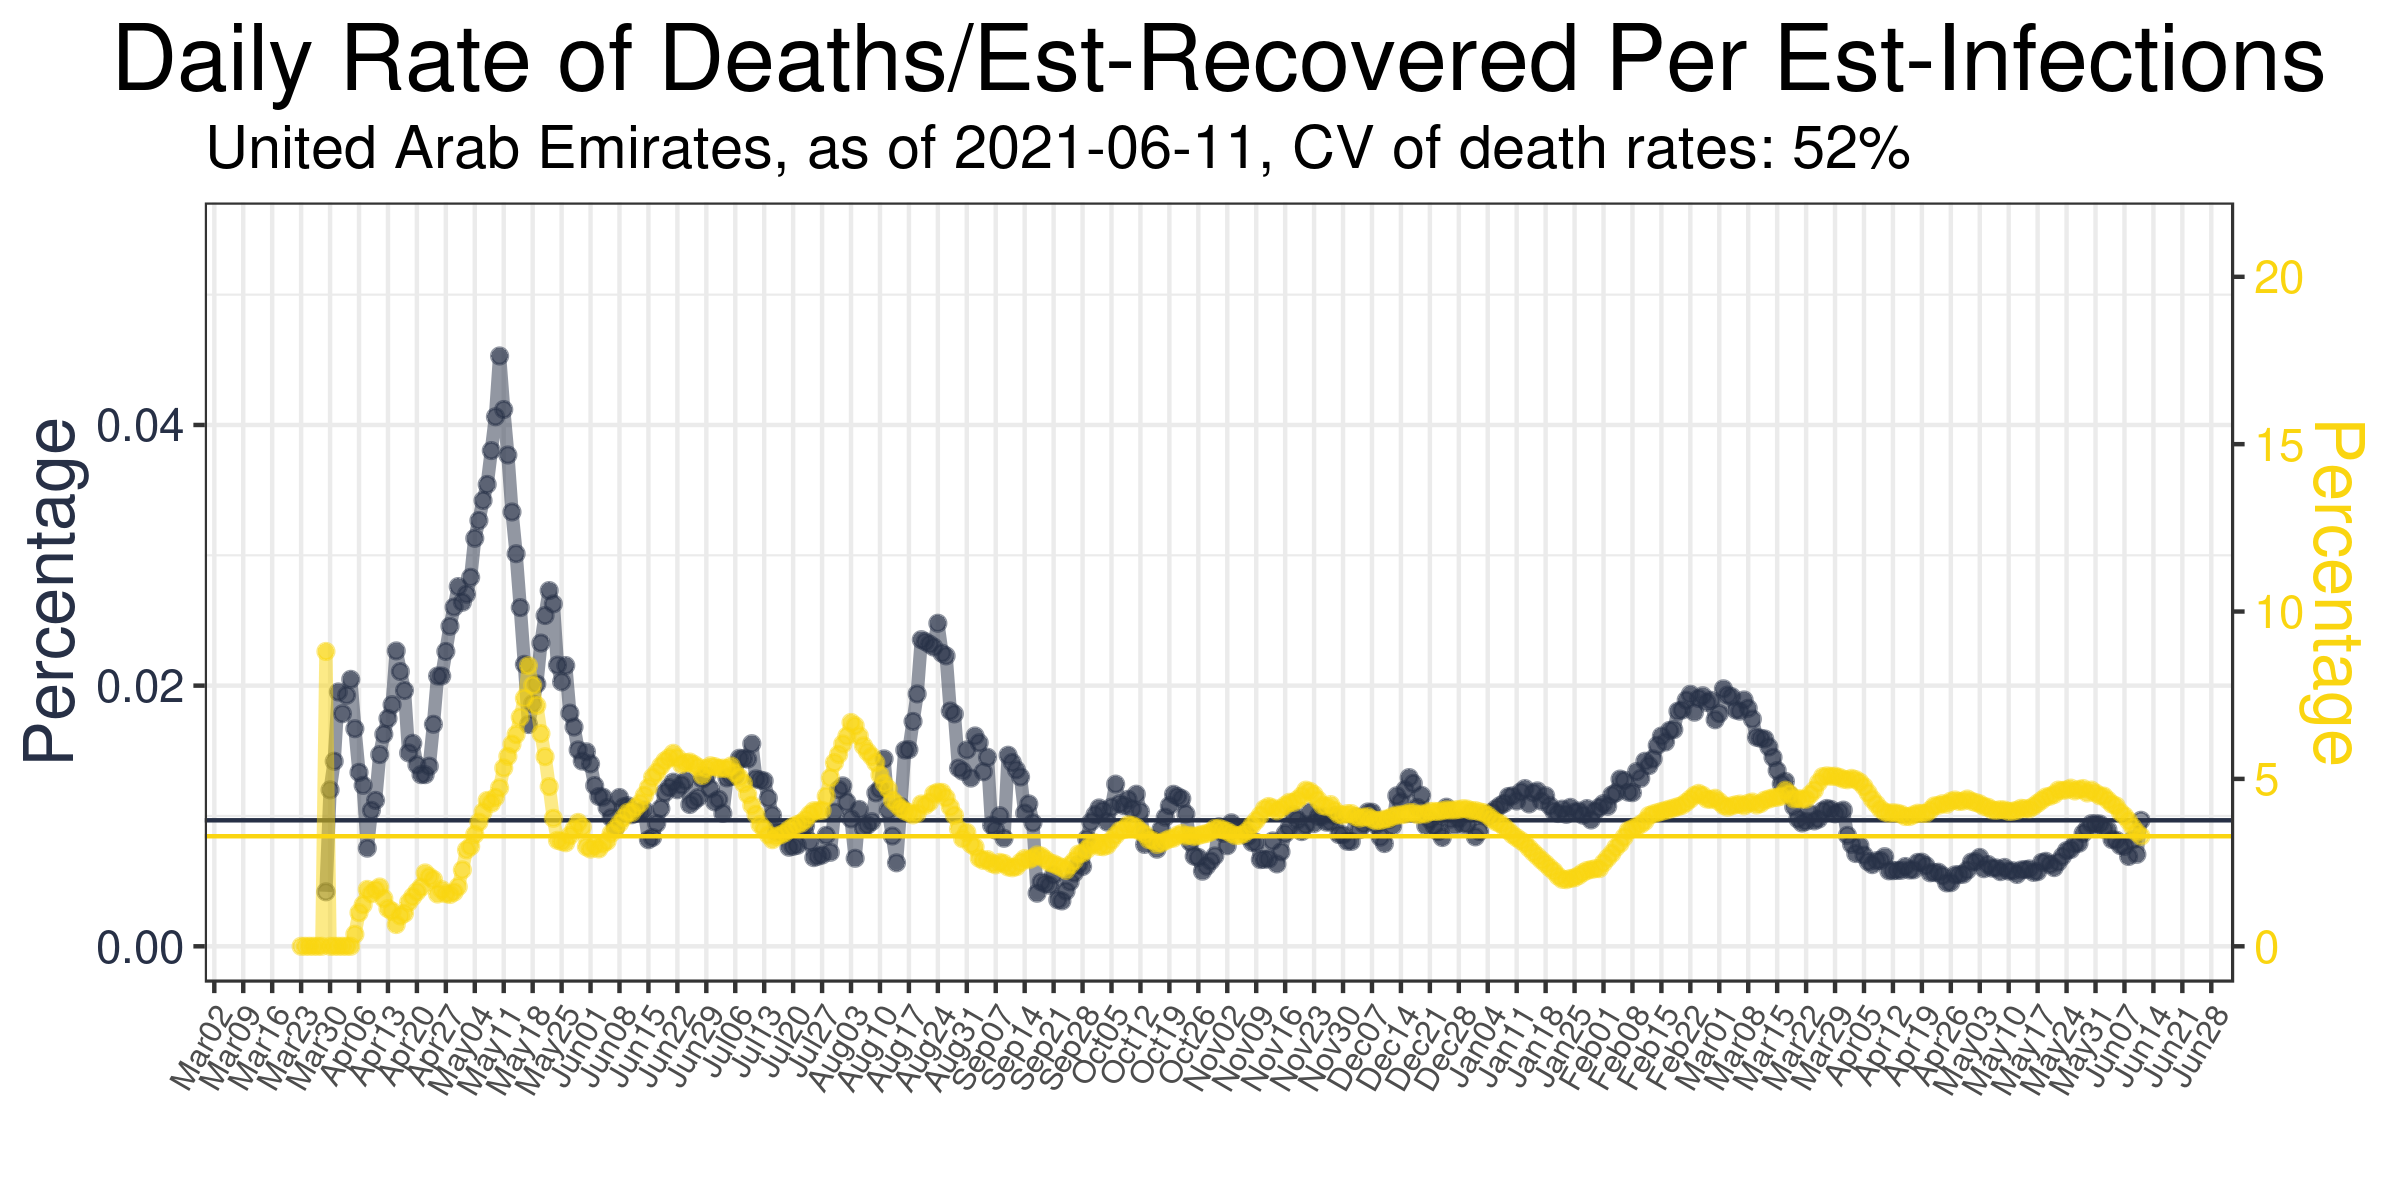 Daily Rate of Deaths/Est-Recovered Per Est-Infections
United Arab Emirates, as of 2021-06-11, CV of death rates: 52%
Percentage
0.04
0.02
0.00
20
15
10
5
0
Percentage
Mar02
Mar09
Mar16
Mar23
Mar30
Apr06
Apr13
Apr20
Apr27
May04
May11
May18
May25
Jun01
Jun08
Jun15
Jun22
Jun29
Jul06
Jul13
Jul20
Jul27
Aug03
Aug10
Aug17
Aug24
Aug31
Sep07
Sep14
Sep21
Sep28
Oct05
Oct12
Oct19
Oct26
Nov02
Nov09
Nov16
Nov23
Nov30
Dec07
Dec14
Dec21
Dec28
Jan04
Jan11
Jan18
Jan25
Feb01
Feb08
Feb15
Feb22
Mar01
Mar08
Mar15
Mar22
Mar29
Apr05
Apr12
Apr19
Apr26
May03
May10
May17
May24
May31
Jun07
Jun14
Jun21
Jun28